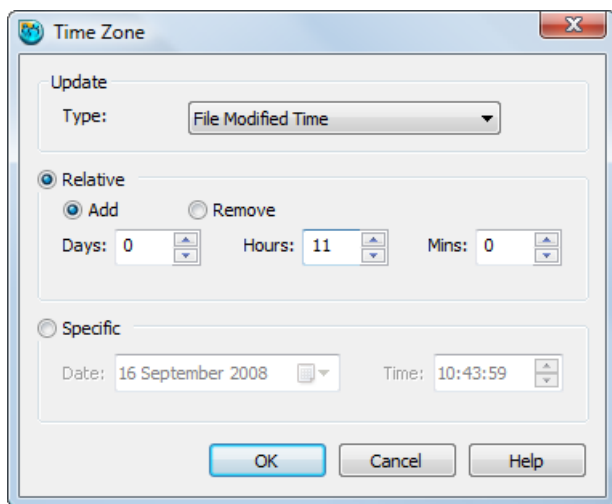 Time Zone
Update
Type: File Modified Time
Relative
Add Remove
Days: 0 Hours: 11 Mins: 0
Specific
Date: 16 September 2008 Time: 10:43:59
OK Cancel Help